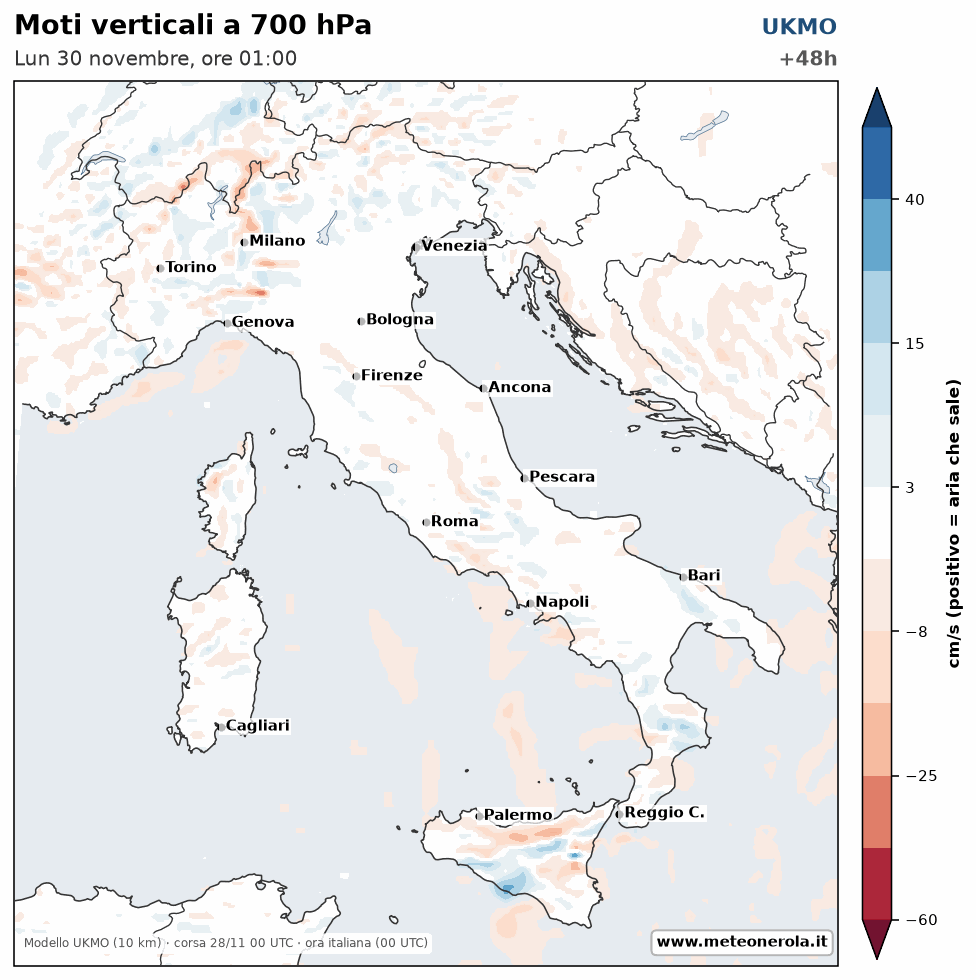 Moti verticali a 700 hPa
UKMO
Lun 30 novembre, ore 01:00
+48h
Milano
Venezia
Torino
Genova
Bologna
Firenze
Ancona
Pescara
Roma
Bari
Napoli
Cagliari
Palermo
Reggio C.
40
15
3
−8
−25
−60
cm/s (positivo = aria che sale)
Modello UKMO (10 km) · corsa 28/11 00 UTC · ora italiana (00 UTC)
www.meteonerola.it